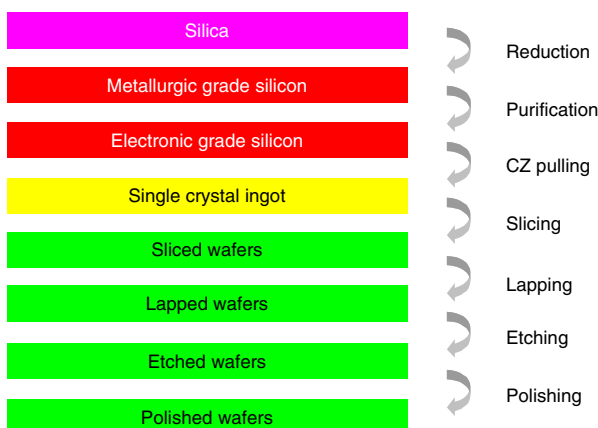 Silica
Reduction
Metallurgic grade silicon
Purification
Electronic grade silicon
CZ pulling
Single crystal ingot
Slicing
Sliced wafers
Lapping
Lapped wafers
Etching
Etched wafers
Polishing
Polished wafers